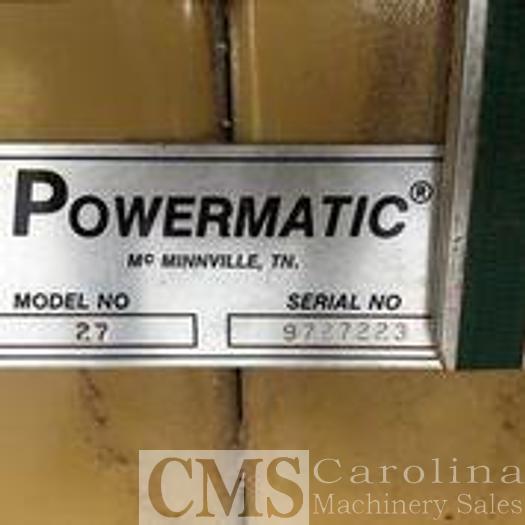 POWERMATIC®
Mc MINNVILLE, TN.
MODEL NO SERIAL NO
27 9727223
CMS Carolina
Machinery Sales